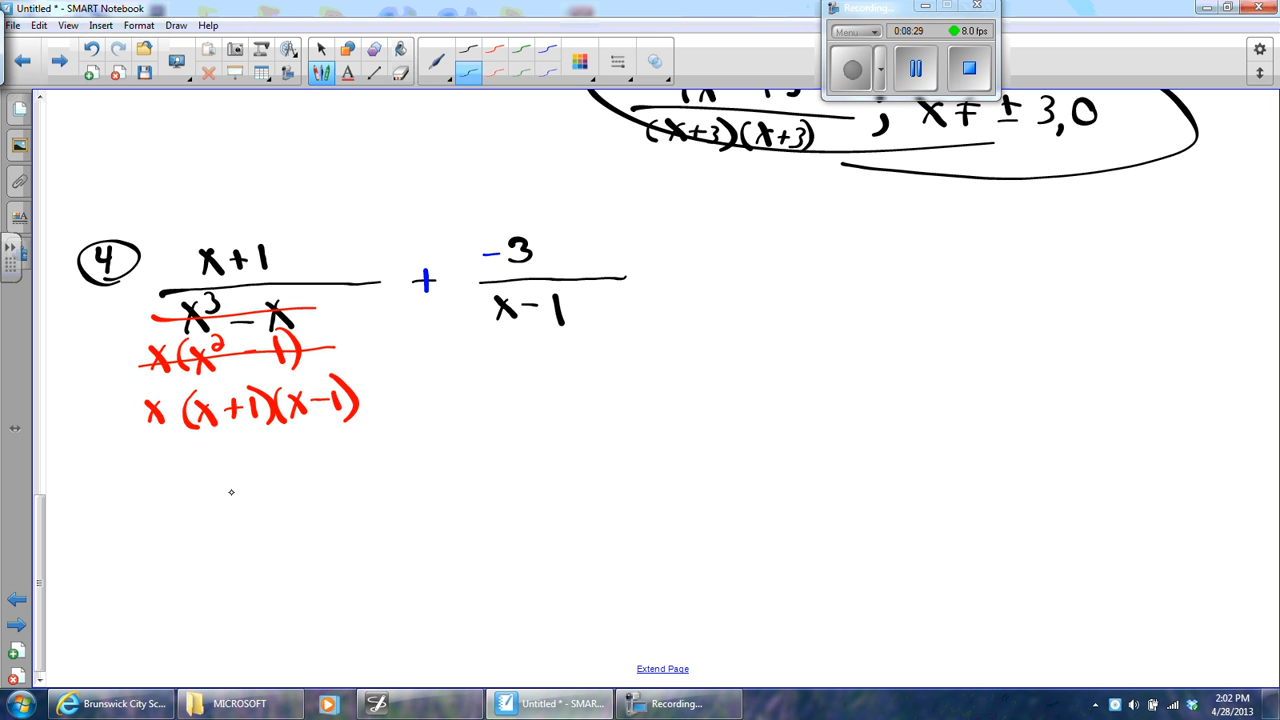 Untitled * - SMART Notebook
Recording...
File Edit View Insert Format Draw Help
Menu 0:08:29 8.0 fps
(x+3)(x+3) ; x ≠ ± 3,0
④ x+1 + -3
x³ - x x - 1
x(x² - 1)
x (x+1)(x-1)
Extend Page
Brunswick City Sc... MICROSOFT Untitled * - SMAR... Recording...
2:02 PM
4/28/2013